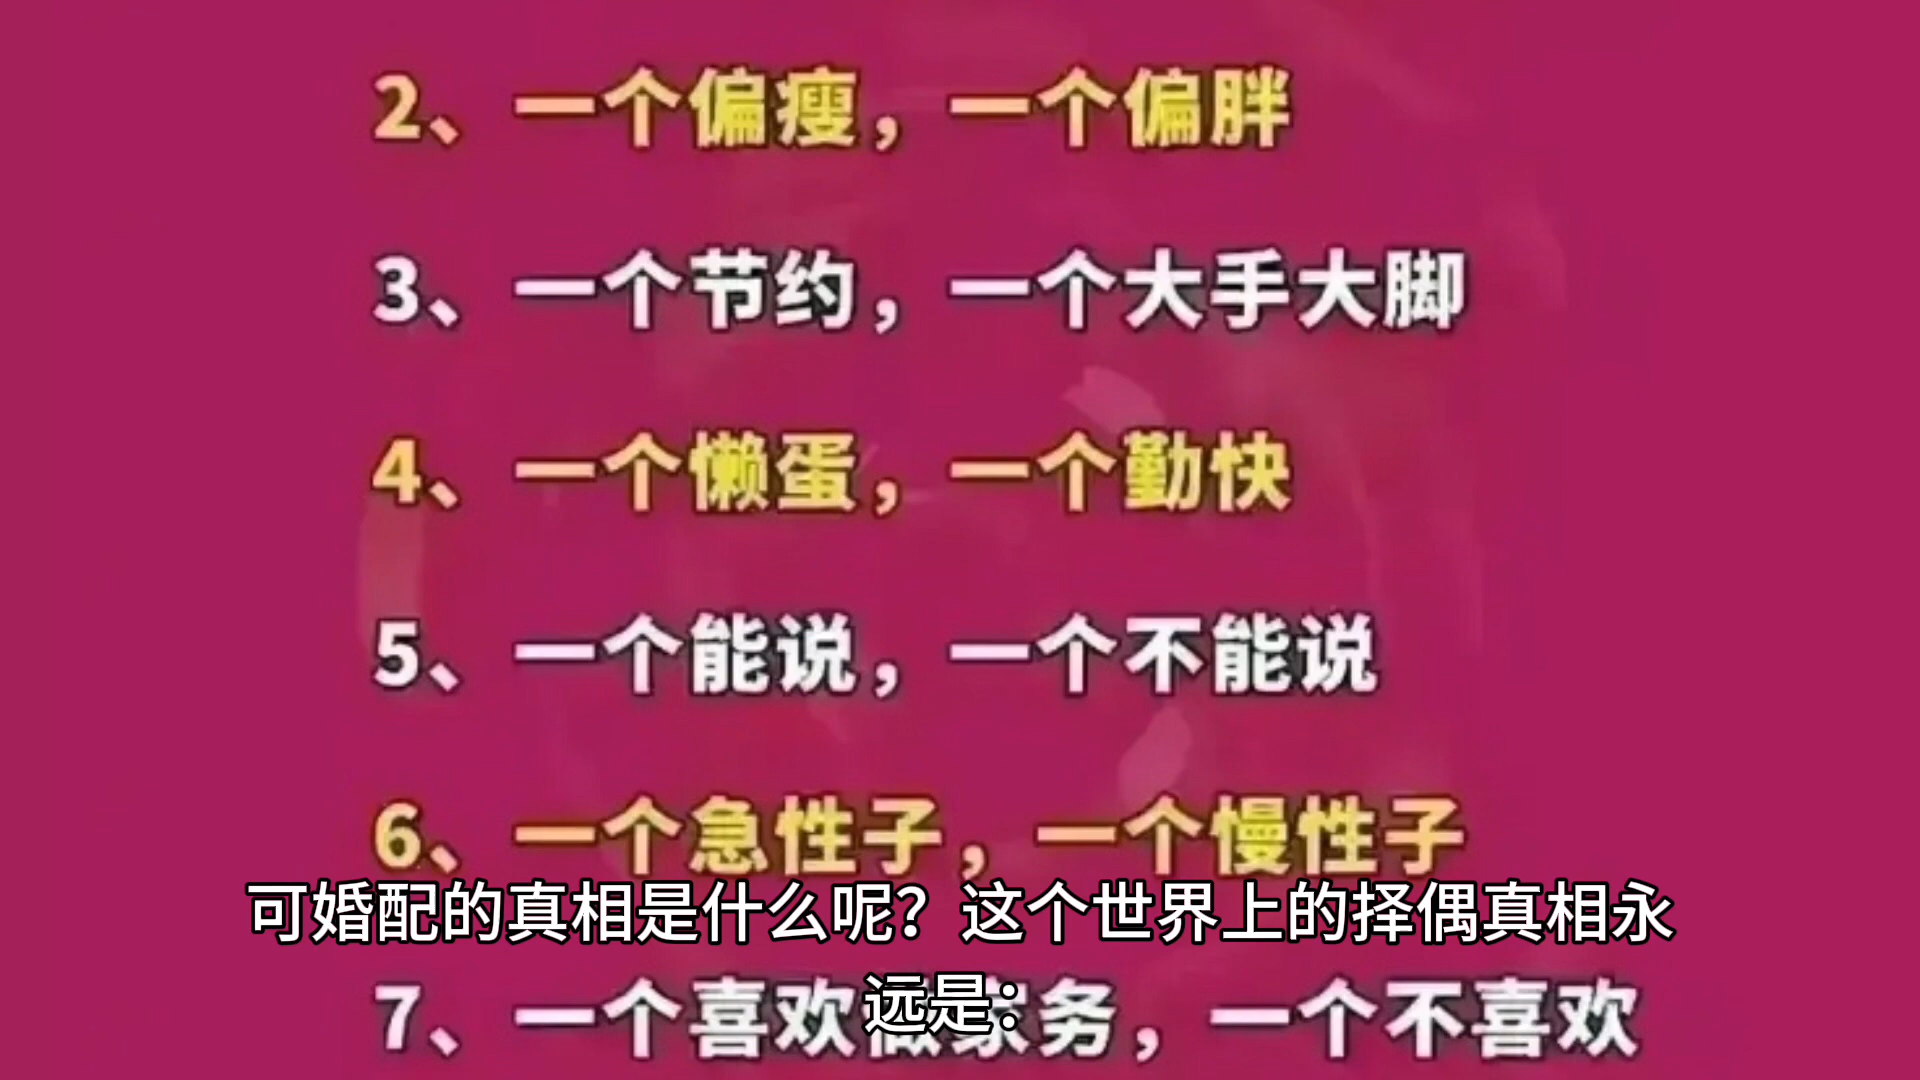 2、一个偏瘦，一个偏胖
3、一个节约，一个大手大脚
4、一个懒蛋，一个勤快
5、一个能说，一个不能说
6、一个急性子，一个慢性子
可婚配的真相是什么呢？这个世界上的择偶真相永
远是：
7、一个喜欢做家务，一个不喜欢